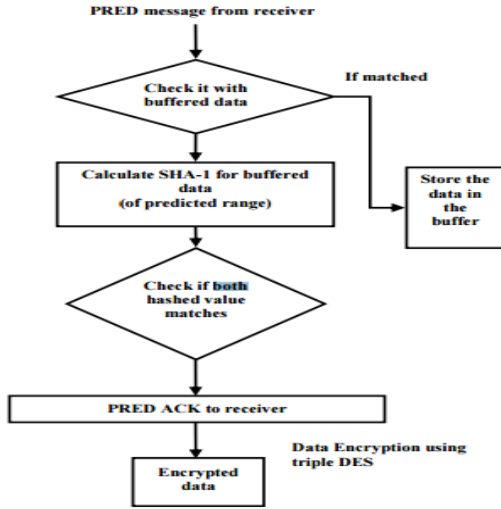 PRED message from receiver
If matched
Check it with
buffered data
Calculate SHA-1 for buffered
data
(of predicted range)
Store the
data in
the
buffer
Check if both
hashed value
matches
PRED ACK to receiver
Data Encryption using
triple DES
Encrypted
data